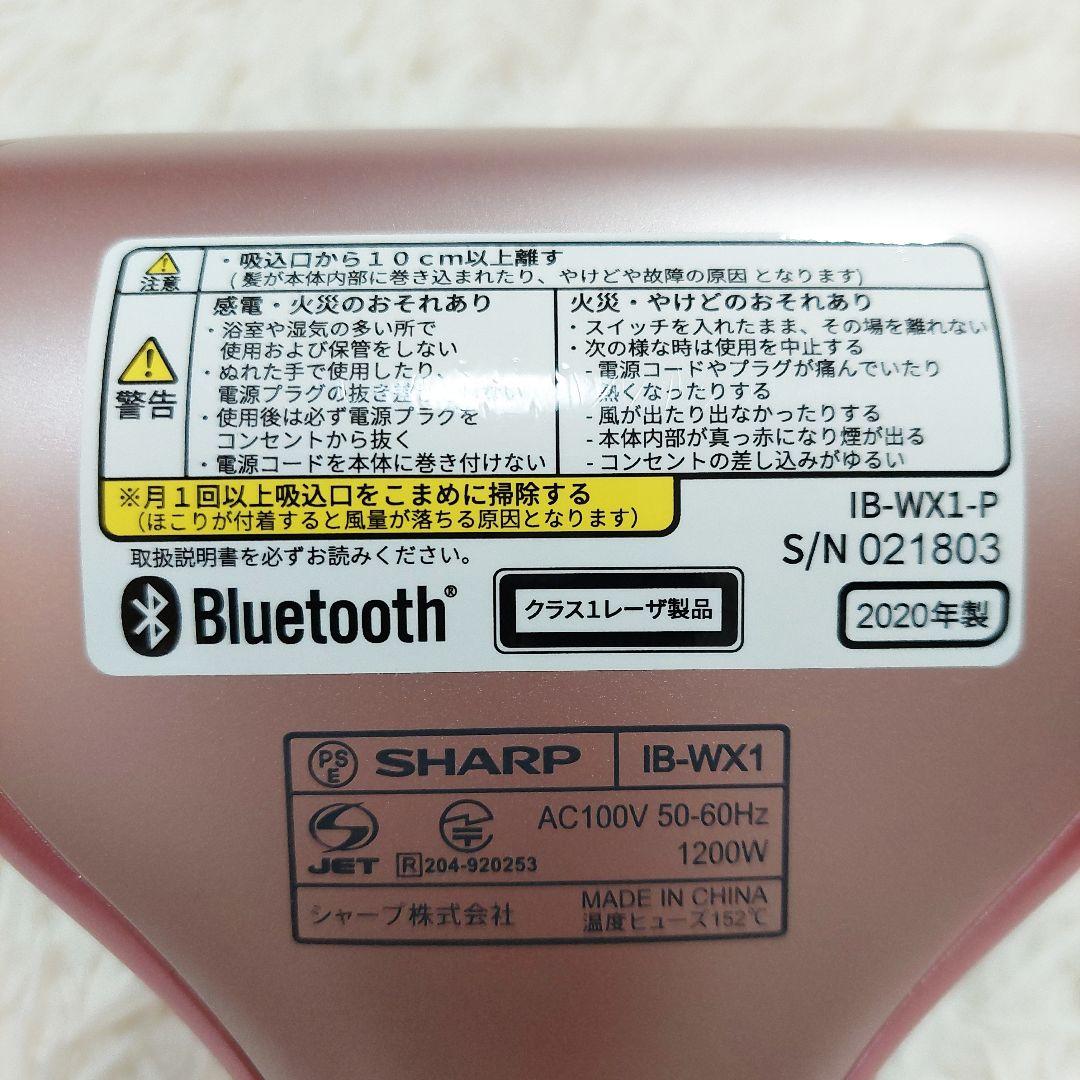 注意
・吸込口から10cm以上離す
(髪が本体内部に巻き込まれたり、やけどや故障の原因となります)
警告
感電・火災のおそれあり
・浴室や湿気の多い所で
使用および保管をしない
・ぬれた手で使用したり、
電源プラグの抜き差し ない
・使用後は必ず電源プラグを
コンセントから抜く
・電源コードを本体に巻き付けない
火災・やけどのおそれあり
・スイッチを入れたまま、その場を離れない
・次の様な時は使用を中止する
-電源コードやプラグが痛んでいたり
熱くなったりする
-風が出たり出なかったりする
-本体内部が真っ赤になり煙が出る
-コンセントの差し込みがゆるい
※月1回以上吸込口をこまめに掃除する
(ほこりが付着すると風量が落ちる原因となります)
取扱説明書を必ずお読みください。
IB-WX1-P
S/N 021803
Bluetooth®
クラス1レーザ製品
2020年製
PSE SHARP IB-WX1
JET R 204-920253
AC100V 50-60Hz
1200W
シャープ株式会社
MADE IN CHINA
温度ヒューズ152℃